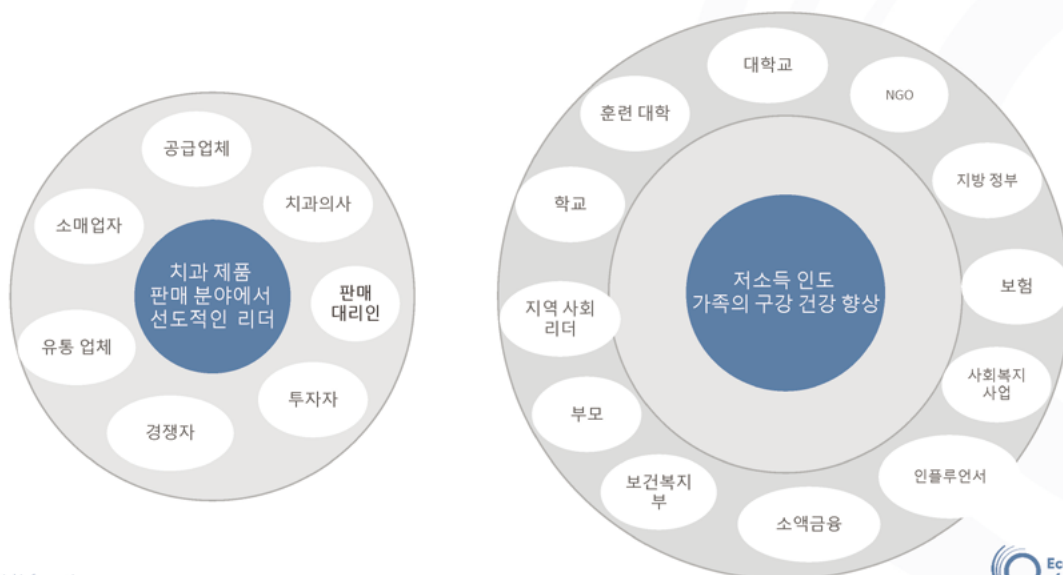 공급업체
치과의사
소매업자
치과 제품
판매 분야에서
선도적인 리더
판매
대리인
유통 업체
투자자
경쟁자
대학교
NGO
훈련 대학
지방 정부
학교
보험
저소득 인도
가족의 구강 건강 향상
지역 사회
리더
사회복지
사업
부모
인플루언서
보건복지
부
소액금융